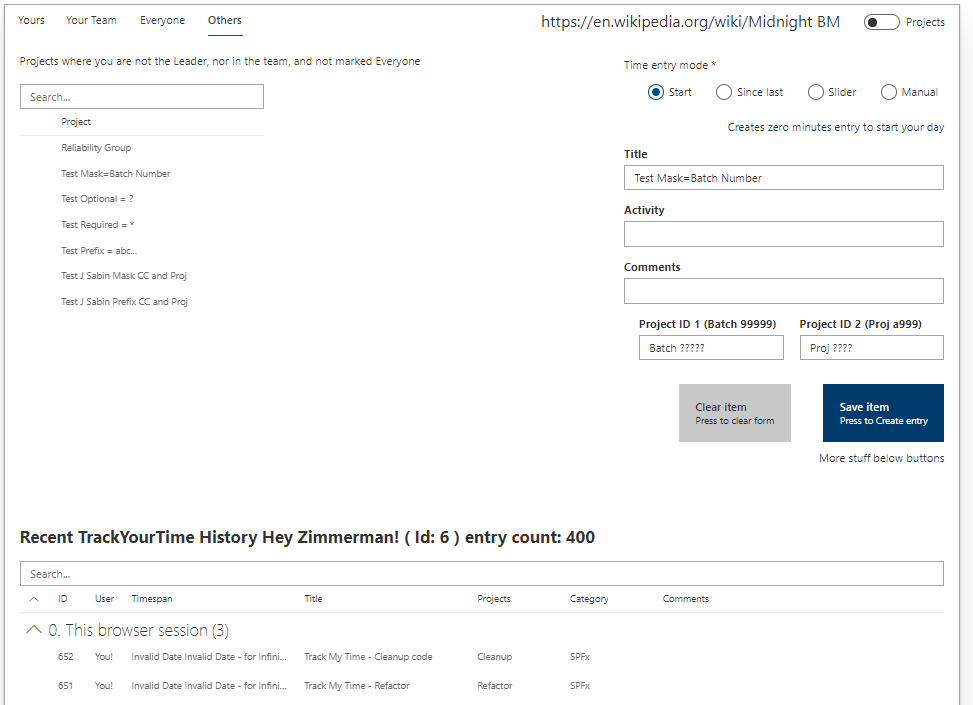 Yours Your Team Everyone Others
https://en.wikipedia.org/wiki/Midnight BM Projects
Projects where you are not the Leader, nor in the team, and not marked Everyone
Search...
Project
Reliability Group
Test Mask=Batch Number
Test Optional = ?
Test Required = *
Test Prefix = abc...
Test J Sabin Mask CC and Proj
Test J Sabin Prefix CC and Proj
Time entry mode *
Start Since last Slider Manual
Creates zero minutes entry to start your day
Title
Test Mask=Batch Number
Activity
Comments
Project ID 1 (Batch 99999) Project ID 2 (Proj a999)
Batch ????? Proj ????
Clear item Save item
Press to clear form Press to Create entry
More stuff below buttons
Recent TrackYourTime History Hey Zimmerman! ( Id: 6 ) entry count: 400
Search...
ID User Timespan Title Projects Category Comments
0. This browser session (3)
652 You! Invalid Date Invalid Date - for Infini... Track My Time - Cleanup code Cleanup SPFx
651 You! Invalid Date Invalid Date - for Infini... Track My Time - Refactor Refactor SPFx